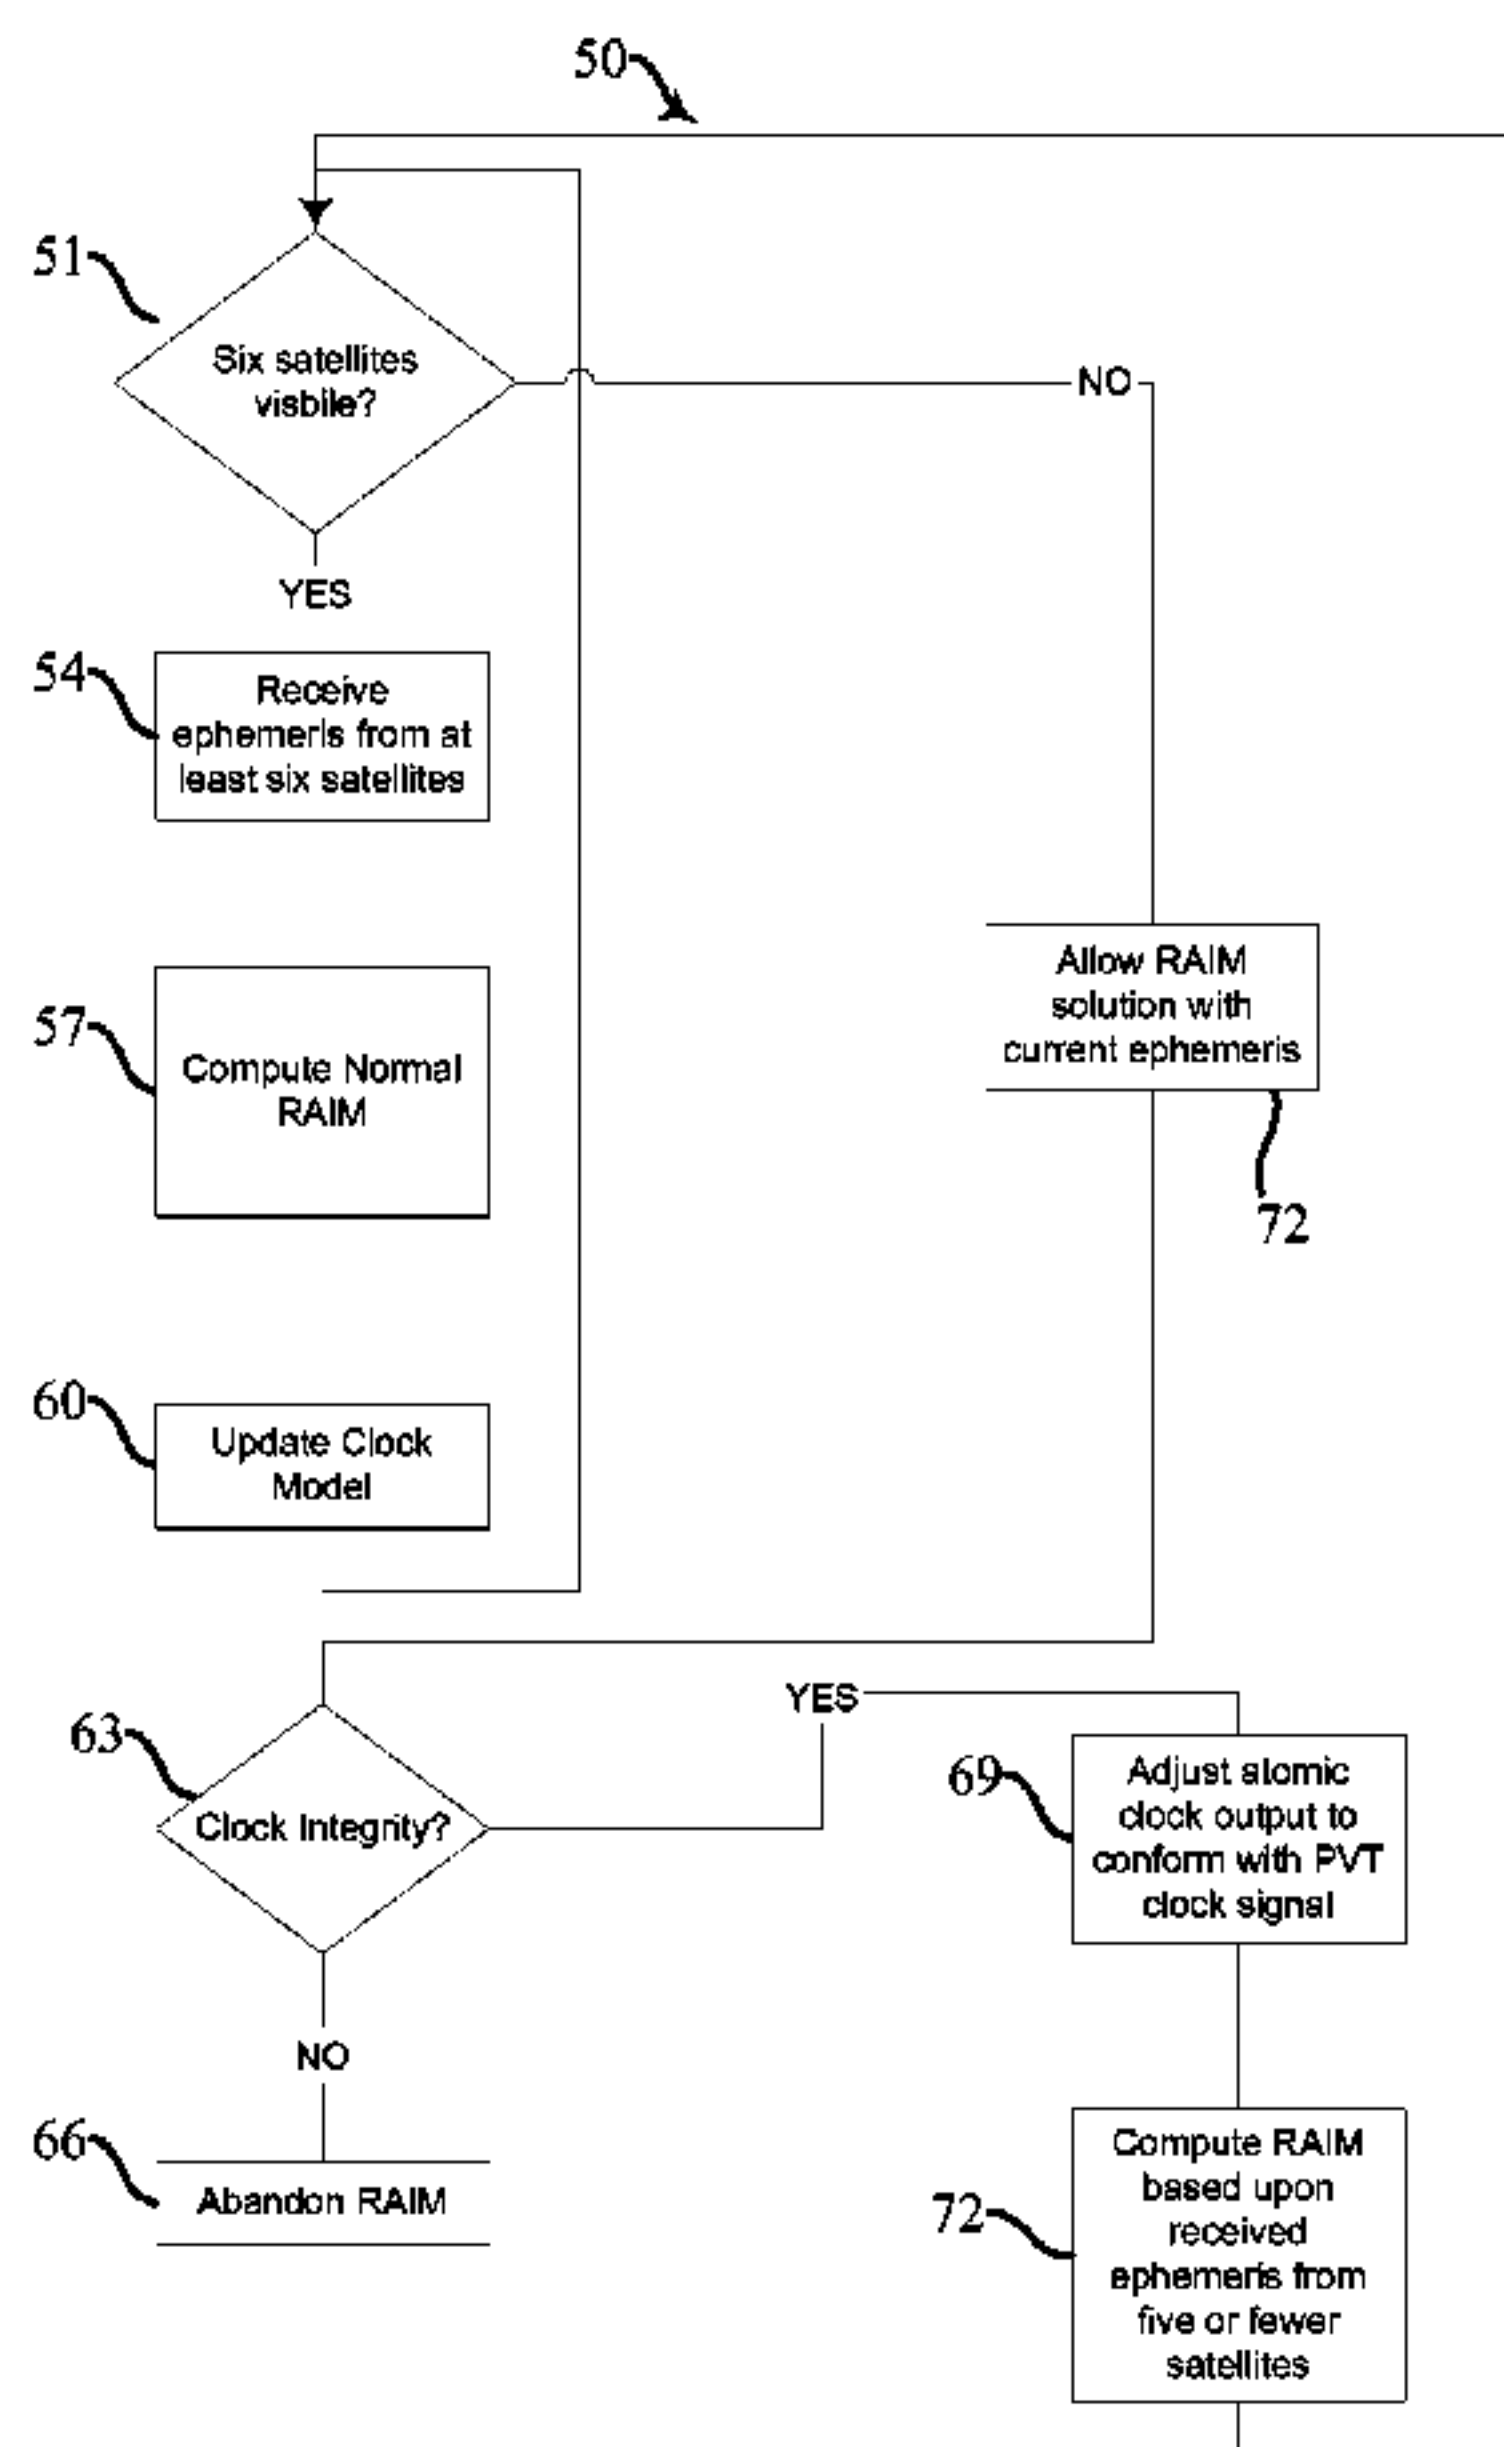 50
51
Six satellites
visbile?
NO
YES
54
Receive
ephemeris from at
least six satellites
Allow RAIM
solution with
current ephemeris
72
57
Compute Normal
RAIM
60
Update Clock
Model
63
Clock Integrity?
YES
69
Adjust atomic
clock output to
conform with PVT
clock signal
NO
66
Abandon RAIM
72
Compute RAIM
based upon
received
ephemeris from
five or fewer
satellites